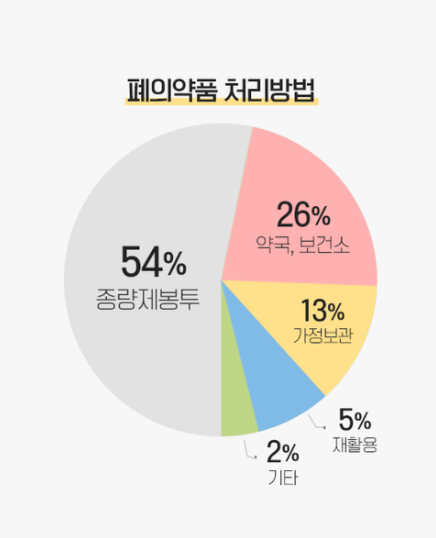 폐의약품 처리방법
26%
약국, 보건소
54%
종량제봉투
13%
가정보관
5%
재활용
2%
기타